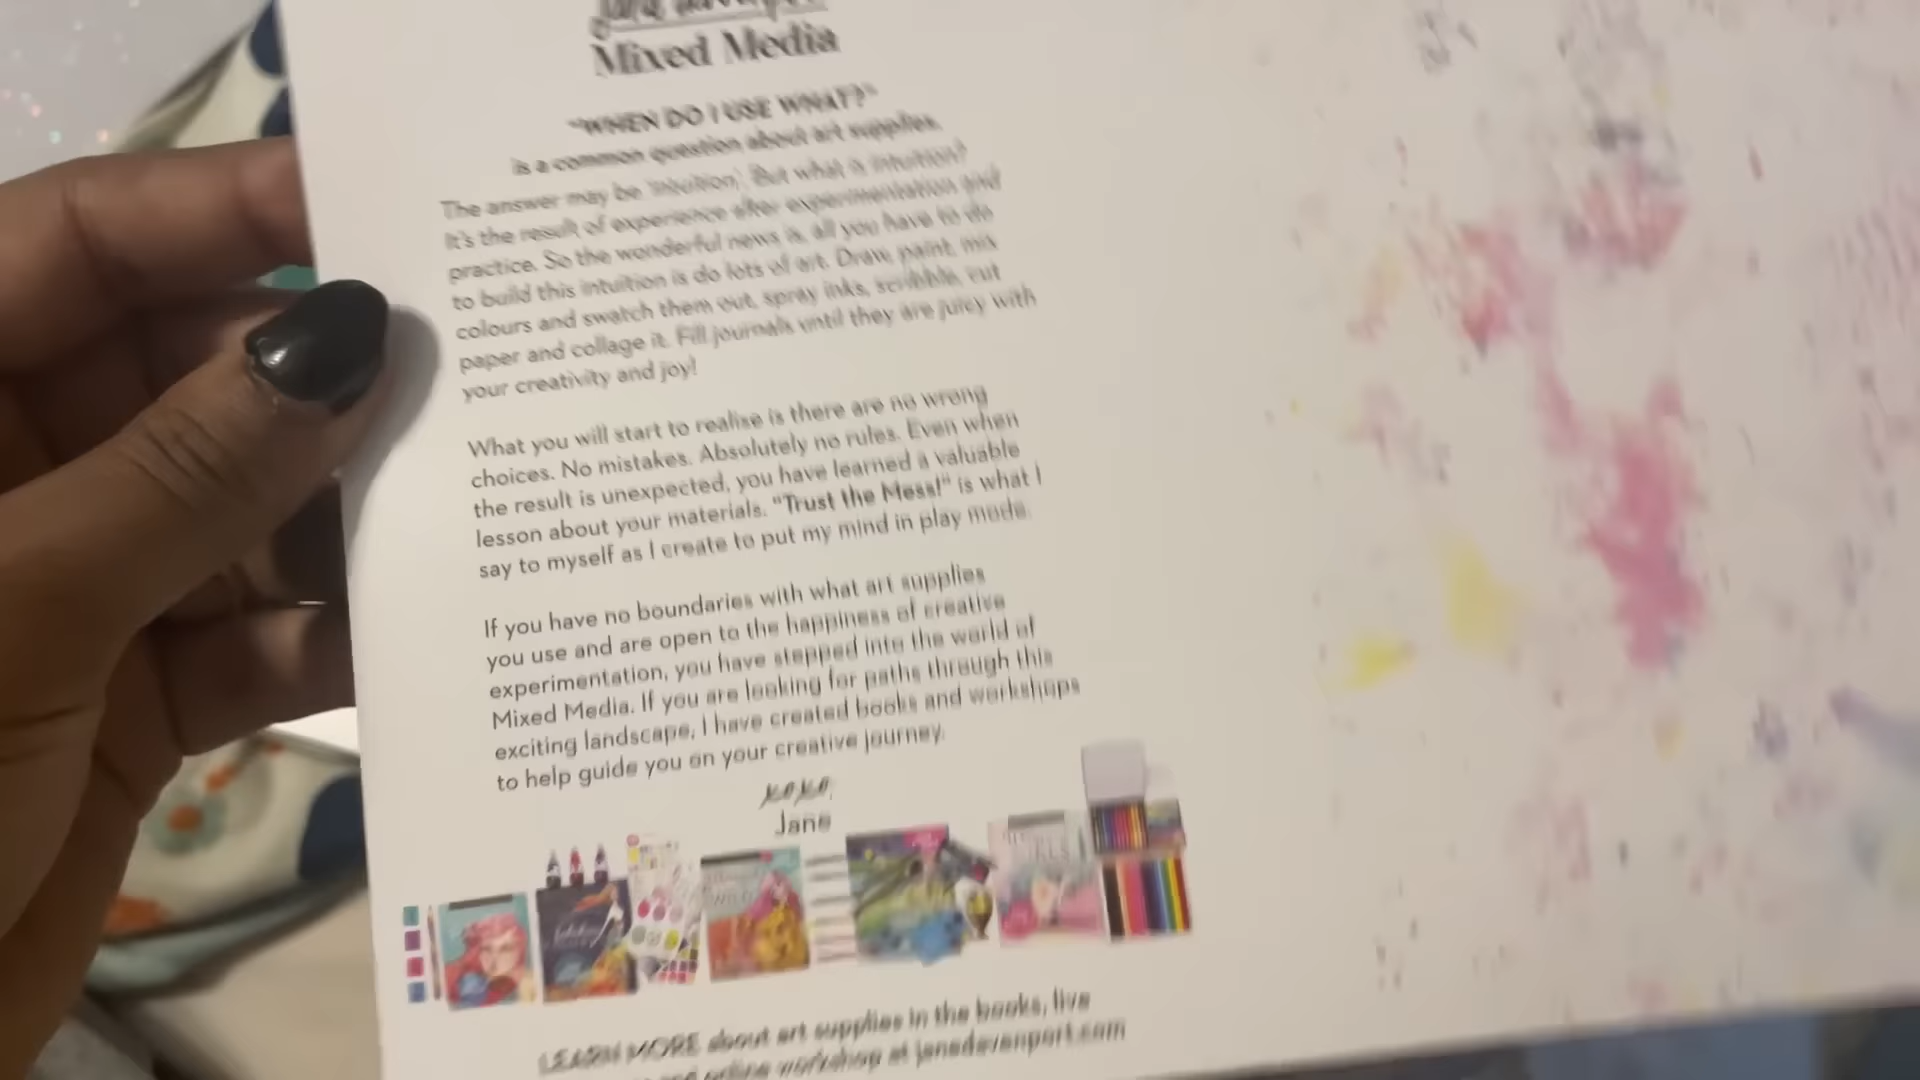 Mixed Media
"WHEN DO I USE WHAT?"
is a common question about art supplies.
The answer may be 'intuition'. But what is intuition?
It's the result of experience after experimentation and
practice. So the wonderful news is, all you have to do
to build this intuition is do lots of art. Draw, paint, mix
colours and swatch them out, spray inks, scribble, cut
paper and collage it. Fill journals until they are juicy with
your creativity and joy!
What you will start to realise is there are no wrong
choices. No mistakes. Absolutely no rules. Even when
the result is unexpected, you have learned a valuable
lesson about your materials. "Trust the Mess!" is what I
say to myself as I create to put my mind in play mode.
If you have no boundaries with what art supplies
you use and are open to the happiness of creative
experimentation, you have stepped into the world of
Mixed Media. If you are looking for paths through this
exciting landscape, I have created books and workshops
to help guide you on your creative journey.
xoxo,
Jane
LEARN MORE about art supplies in the books, live
online workshop at janedavenport.com